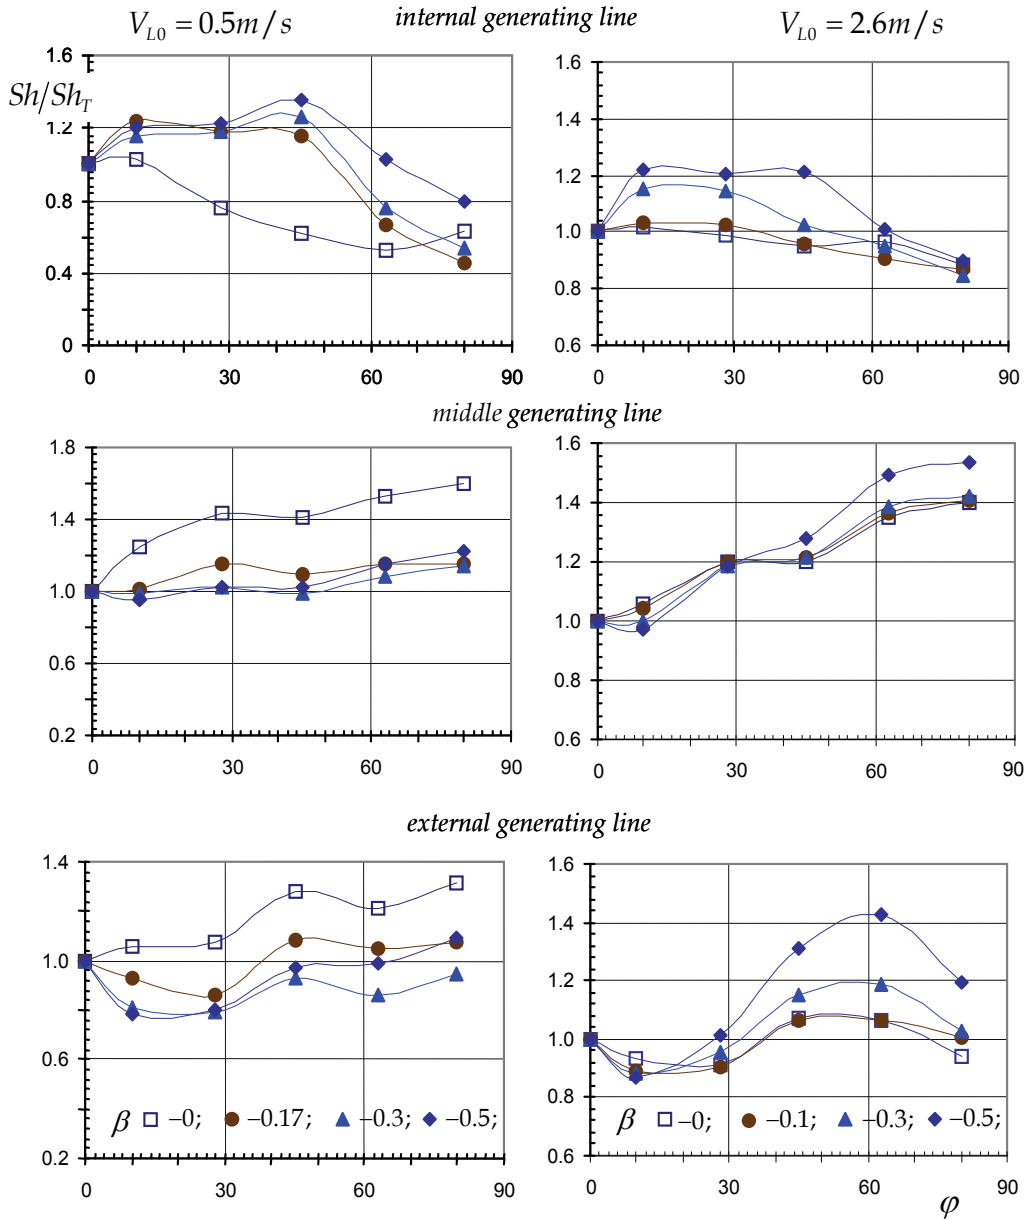 V_{L0} = 0.5m/s internal generating line V_{L0} = 2.6m/s
Sh/Sh_T
1.6
1.2
0.8
0.4
0
0 30 60 90
1.6
1.4
1.2
1.0
0.8
0.6
0 30 60 90
middle generating line
1.8
1.4
1.0
0.6
0.2
0 30 60 90
1.6
1.4
1.2
1.0
0.8
0.6
0 30 60 90
external generating line
1.4
1.0
0.6
0.2
β –0; –0.17; –0.3; –0.5;
0 30 60 90
1.6
1.4
1.2
1.0
0.8
0.6
β –0; –0.1; –0.3; –0.5;
0 30 60 90
φ